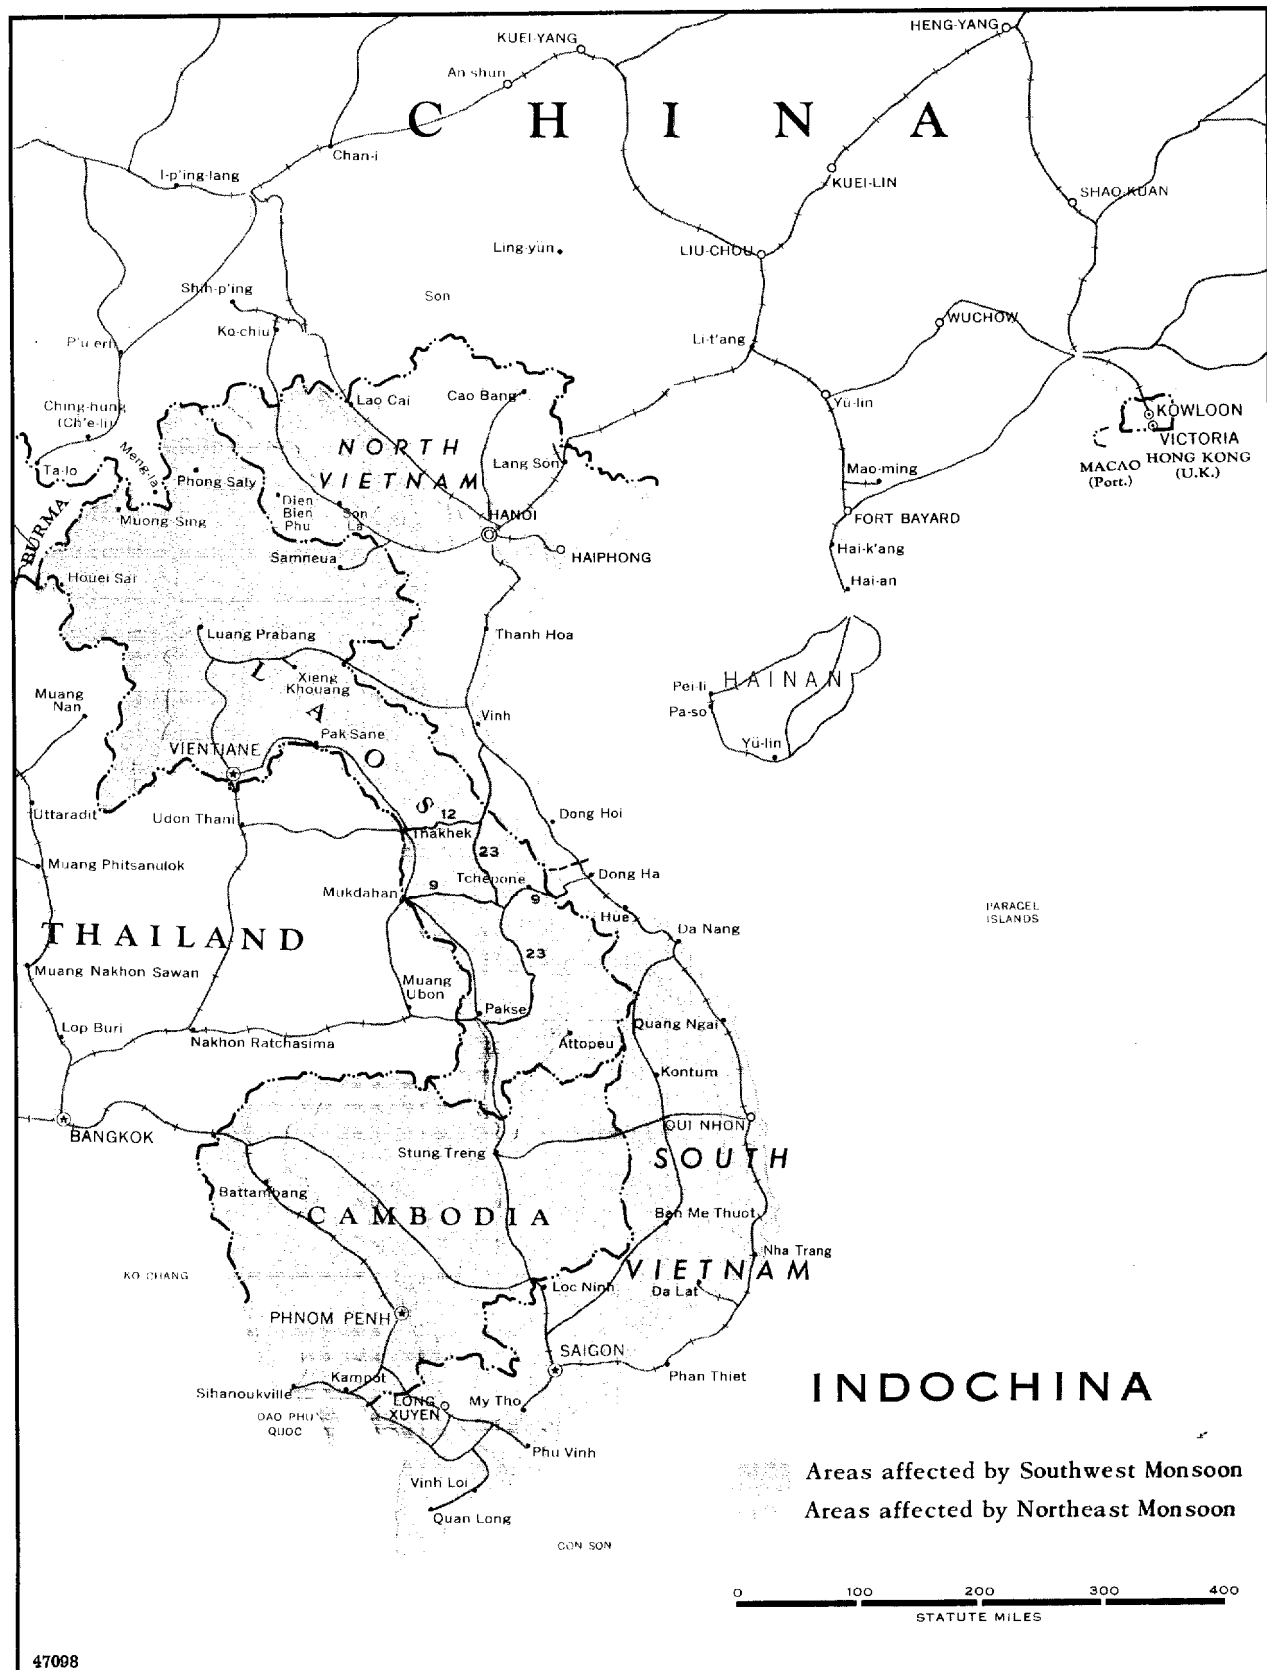 KUEI-YANG
HENG-YANG
An-shun
CHINA
Chan-i
I-p'ing-lang
KUEI-LIN
SHAO-KUAN
Ling-yün
LIU-CHOU
Shih-p'ing
Son
Ko-chiu
WUCHOW
P'u-erh
Li-t'ang
Lao Cai
Cao Bang
Yü-lin
Ching-hung
(Ch'e-li)
KOWLOON
VICTORIA
HONG KONG
(U.K.)
MACAO
(Port.)
NORTH
VIETNAM
Ta-lo
Meng-la
Phong Saly
Lang Son
Mao-ming
Dien
Bien
Phu
Son
La
HANOI
Muong Sing
BURMA
FORT BAYARD
Samneua
HAIPHONG
Hai-k'ang
Houei Sai
Hai-an
Luang Prabang
Thanh Hoa
LAOS
Xieng
Khouang
HAINAN
Pei-li
Pa-so
Muang
Nan
Vinh
Pak Sane
VIENTIANE
Yü-lin
Uttaradit
Udon Thani
12
Dong Hoi
Thakhek
Muang Phitsanulok
23
Tchepone
Dong Ha
Mukdahan
9
9
Hue
PARACEL
ISLANDS
THAILAND
Da Nang
23
Muang Nakhon Sawan
Muang
Ubon
Pakse
Quang Ngai
Lop Buri
Nakhon Ratchasima
Attopeu
Kontum
BANGKOK
QUI NHON
Stung Treng
SOUTH
VIETNAM
Battambang
CAMBODIA
Ban Me Thuot
Nha Trang
KO CHANG
Loc Ninh
Da Lat
PHNOM PENH
SAIGON
Phan Thiet
Kampot
Sihanoukville
LONG
XUYEN
My Tho
DAO PHU
QUOC
Phu Vinh
Vinh Loi
Quan Long
CON SON
INDOCHINA
Areas affected by Southwest Monsoon
Areas affected by Northeast Monsoon
0 100 200 300 400
STATUTE MILES
47098